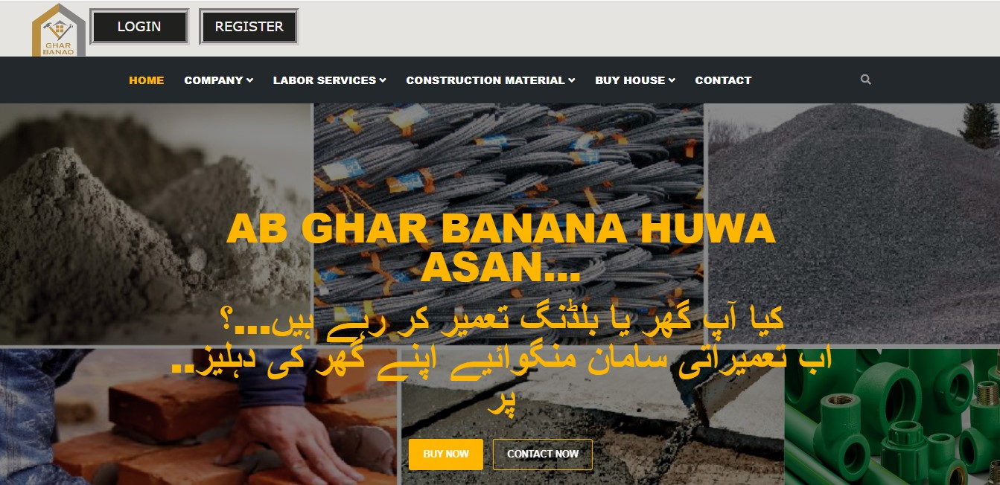 GHAR
BANAO
LOGIN
REGISTER
HOME
COMPANY
LABOR SERVICES
CONSTRUCTION MATERIAL
BUY HOUSE
CONTACT
AB GHAR BANANA HUWA
ASAN...
کیا آپ گھر یا بلڈنگ تعمیر کر رہے ہیں...؟
اب تعمیراتی سامان منگوائیے اپنے گھر کی دہلیز..
پر
BUY NOW
CONTACT NOW